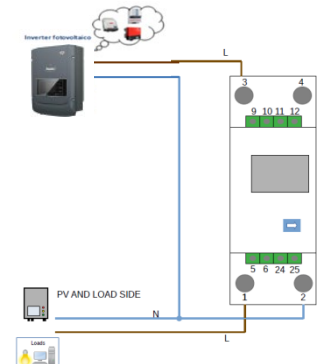 Inverter Fotovoltaico
L
3 4
9 10 11 12
5 6 24 25
1 2
PV AND LOAD SIDE
N
L
Loads